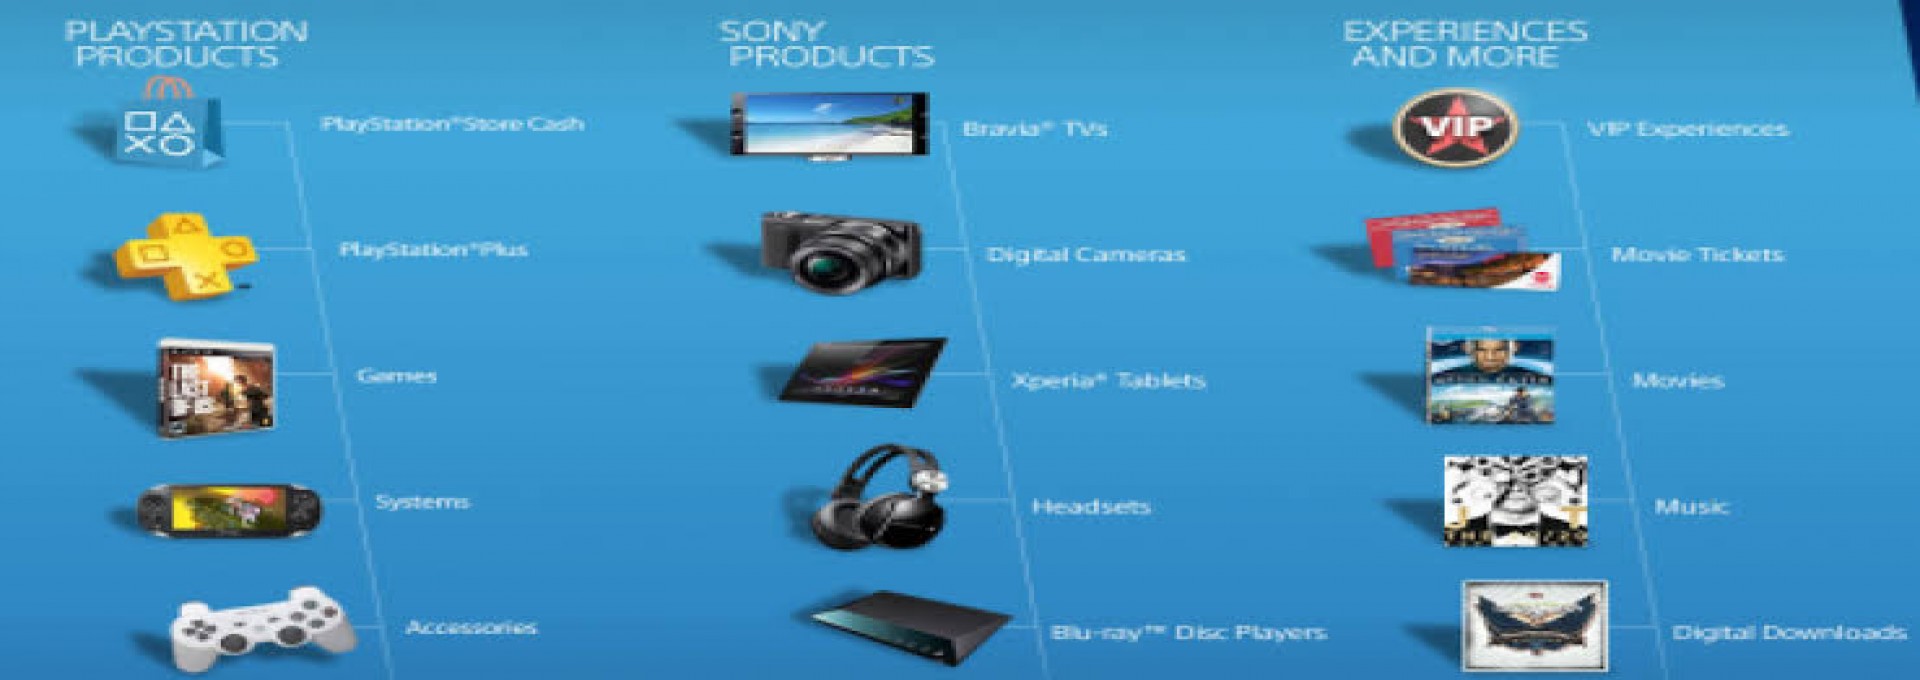 PLAYSTATION
PRODUCTS
PlayStation®Store Cash
PlayStation®Plus
Games
Systems
Accessories
SONY
PRODUCTS
Bravia® TVs
Digital Cameras
Xperia® Tablets
Headsets
Blu-ray™ Disc Players
EXPERIENCES
AND MORE
VIP
VIP Experiences
Movie Tickets
Movies
Music
Digital Downloads